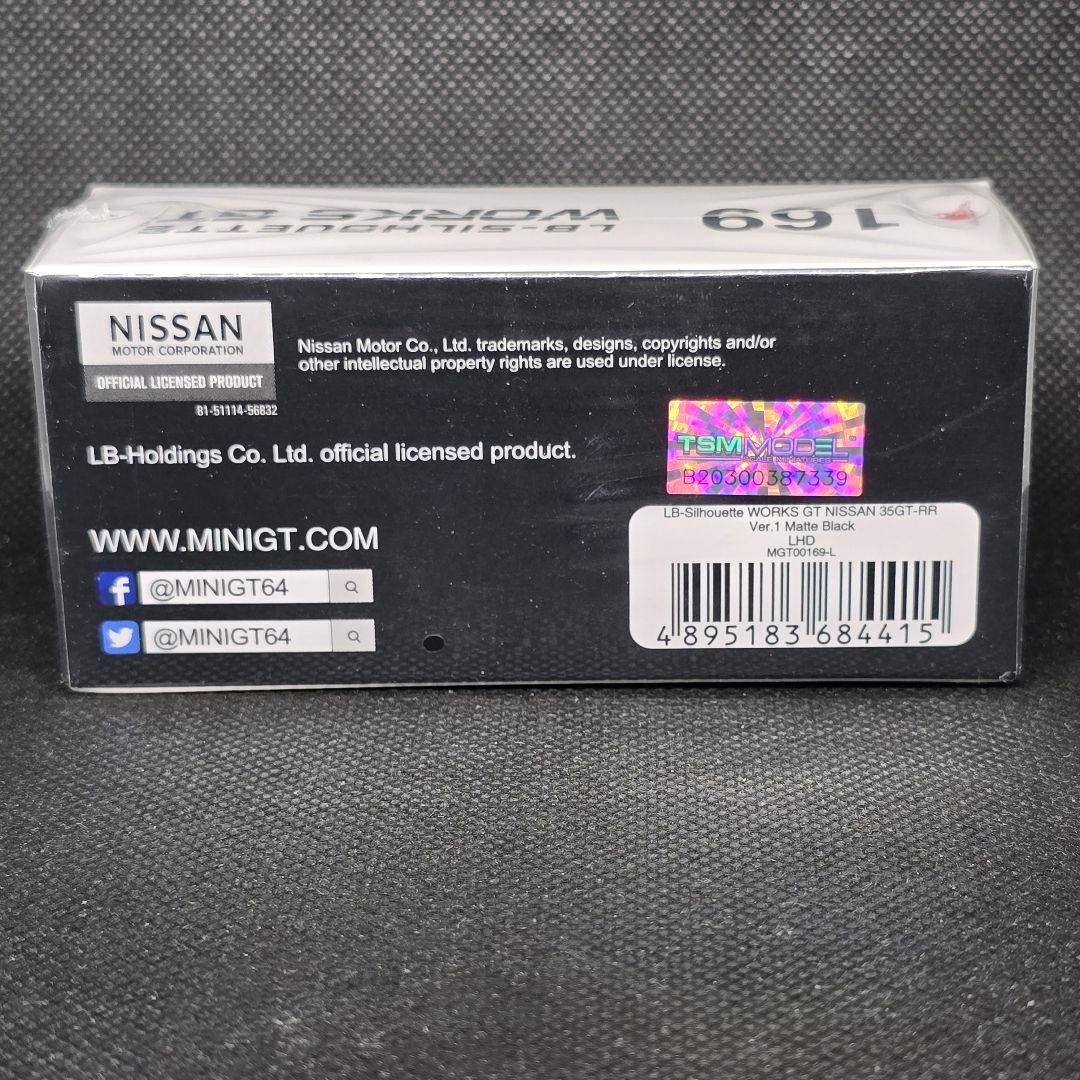 169
LB-SILHOUETTE
WORKS GT
NISSAN
MOTOR CORPORATION
OFFICIAL LICENSED PRODUCT
81-51114-56832
Nissan Motor Co., Ltd. trademarks, designs, copyrights and/or
other intellectual property rights are used under license.
LB-Holdings Co. Ltd. official licensed product.
TSMMODEL
SCALE MINIATURES
B20300387339
WWW.MINIGT.COM
@MINIGT64
@MINIGT64
LB-Silhouette WORKS GT NISSAN 35GT-RR
Ver.1 Matte Black
LHD
MGT00169-L
4 895183 684415